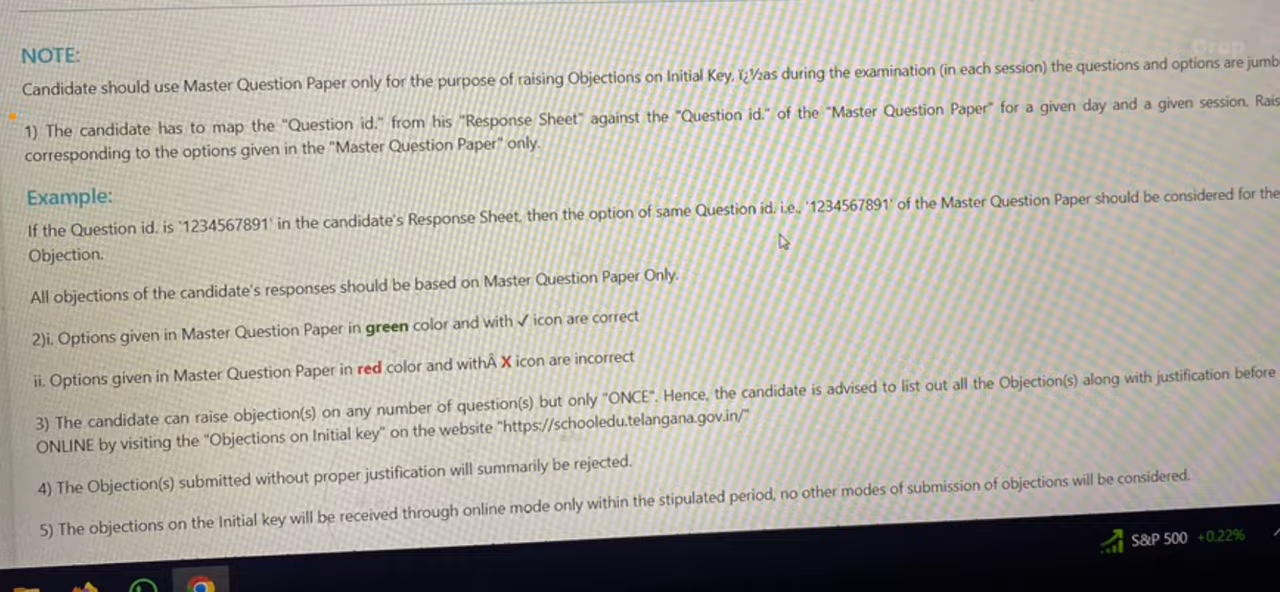 NOTE:
Candidate should use Master Question Paper only for the purpose of raising Objections on Initial Key, ï¿½as during the examination (in each session) the questions and options are jumb
1) The candidate has to map the "Question id." from his "Response Sheet" against the "Question id." of the "Master Question Paper" for a given day and a given session. Rais
corresponding to the options given in the "Master Question Paper" only.
Example:
If the Question id. is '1234567891' in the candidate's Response Sheet, then the option of same Question id. i.e., '1234567891' of the Master Question Paper should be considered for the
Objection.
All objections of the candidate's responses should be based on Master Question Paper Only.
2)i. Options given in Master Question Paper in green color and with ✓ icon are correct
ii. Options given in Master Question Paper in red color and withÂ X icon are incorrect
3) The candidate can raise objection(s) on any number of question(s) but only "ONCE". Hence, the candidate is advised to list out all the Objection(s) along with justification before
ONLINE by visiting the "Objections on Initial key" on the website "https://schooledu.telangana.gov.in/"
4) The Objection(s) submitted without proper justification will summarily be rejected.
5) The objections on the Initial key will be received through online mode only within the stipulated period, no other modes of submission of objections will be considered.
S&P 500 +0.22%